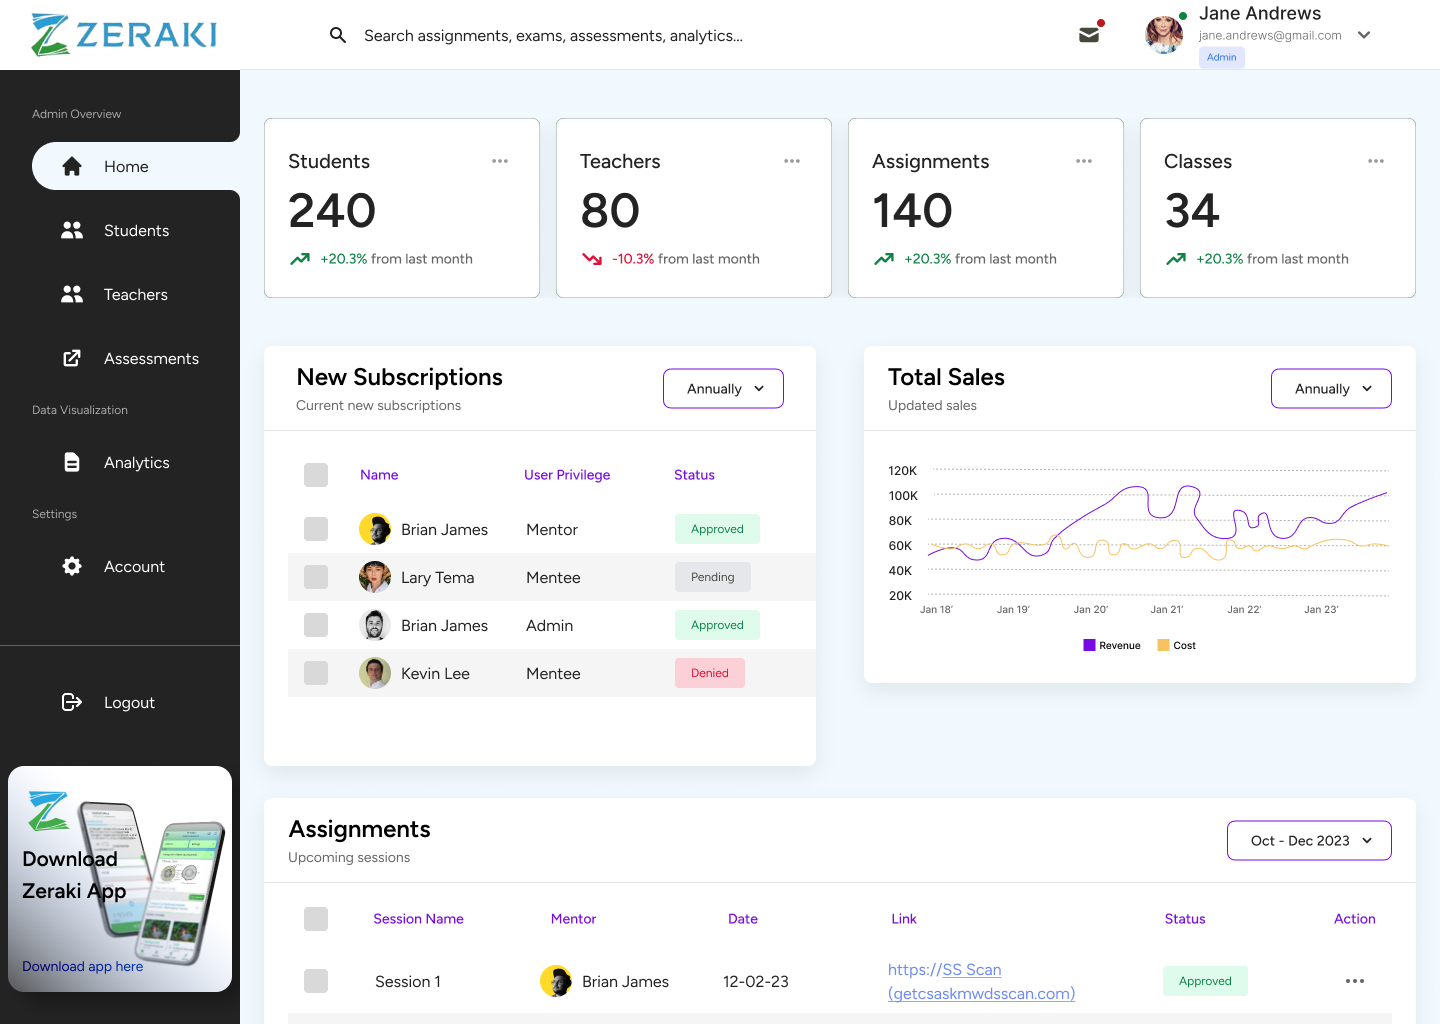 ZERAKI
Search assignments, exams, assessments, analytics...
Jane Andrews
jane.andrews@gmail.com
Admin
Admin Overview
Home
Students
Teachers
Assessments
Data Visualization
Analytics
Settings
Account
Logout
Download
Zeraki App
Download app here
Students
240
+20.3% from last month
Teachers
80
-10.3% from last month
Assignments
140
+20.3% from last month
Classes
34
+20.3% from last month
New Subscriptions
Current new subscriptions
Annually
Name User Privilege Status
Brian James Mentor Approved
Lary Tema Mentee Pending
Brian James Admin Approved
Kevin Lee Mentee Denied
Total Sales
Updated sales
Annually
120K
100K
80K
60K
40K
20K
Jan 18' Jan 19' Jan 20' Jan 21' Jan 22' Jan 23'
Revenue Cost
Assignments
Upcoming sessions
Oct - Dec 2023
Session Name Mentor Date Link Status Action
Session 1 Brian James 12-02-23 https://SS Scan
(getcsaskmwdsscan.com) Approved